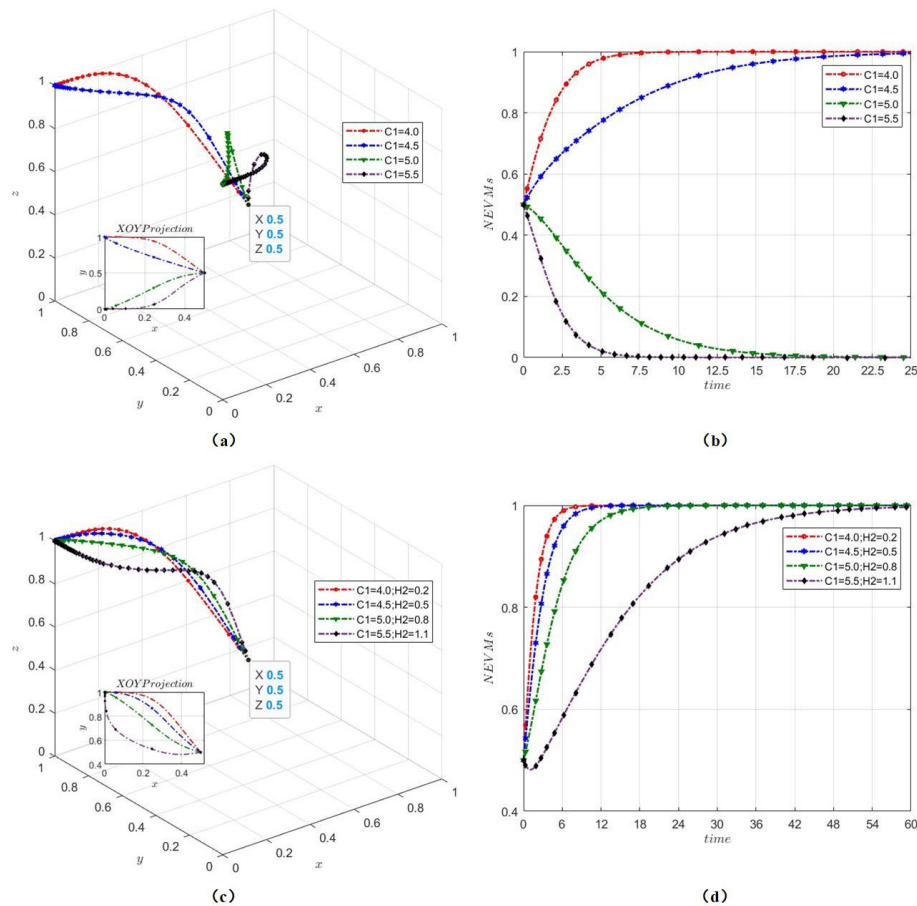 1
0.8
0.6
0.4
0.2
0
z
1
0.8
0.6
0.4
0.2
0
y
0
0.2
0.4
0.6
0.8
1
x
C1=4.0
C1=4.5
C1=5.0
C1=5.5
X 0.5
Y 0.5
Z 0.5
XOYProjection
1
0.5
0
y
0
0.2
0.4
x
(a)
1
0.8
0.6
0.4
0.2
0
NEVMs
0
2.5
5
7.5
10
12.5
15
17.5
20
22.5
25
time
C1=4.0
C1=4.5
C1=5.0
C1=5.5
(b)
1
0.8
0.6
0.4
0.2
0
z
1
0.8
0.6
0.4
0.2
0
y
0
0.2
0.4
0.6
0.8
1
x
C1=4.0;H2=0.2
C1=4.5;H2=0.5
C1=5.0;H2=0.8
C1=5.5;H2=1.1
X 0.5
Y 0.5
Z 0.5
XOYProjection
1
0.8
0.6
0.4
y
0
0.2
0.4
x
(c)
1
0.8
0.6
0.4
NEVMs
0
6
12
18
24
30
36
42
48
54
60
time
C1=4.0;H2=0.2
C1=4.5;H2=0.5
C1=5.0;H2=0.8
C1=5.5;H2=1.1
(d)